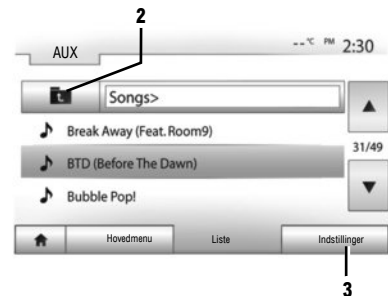 2
AUX
--°C PM 2:30
Songs>
Break Away (Feat. Room9)
31/49
BTD (Before The Dawn)
Bubble Pop!
Hovedmenu Liste Indstillinger
3